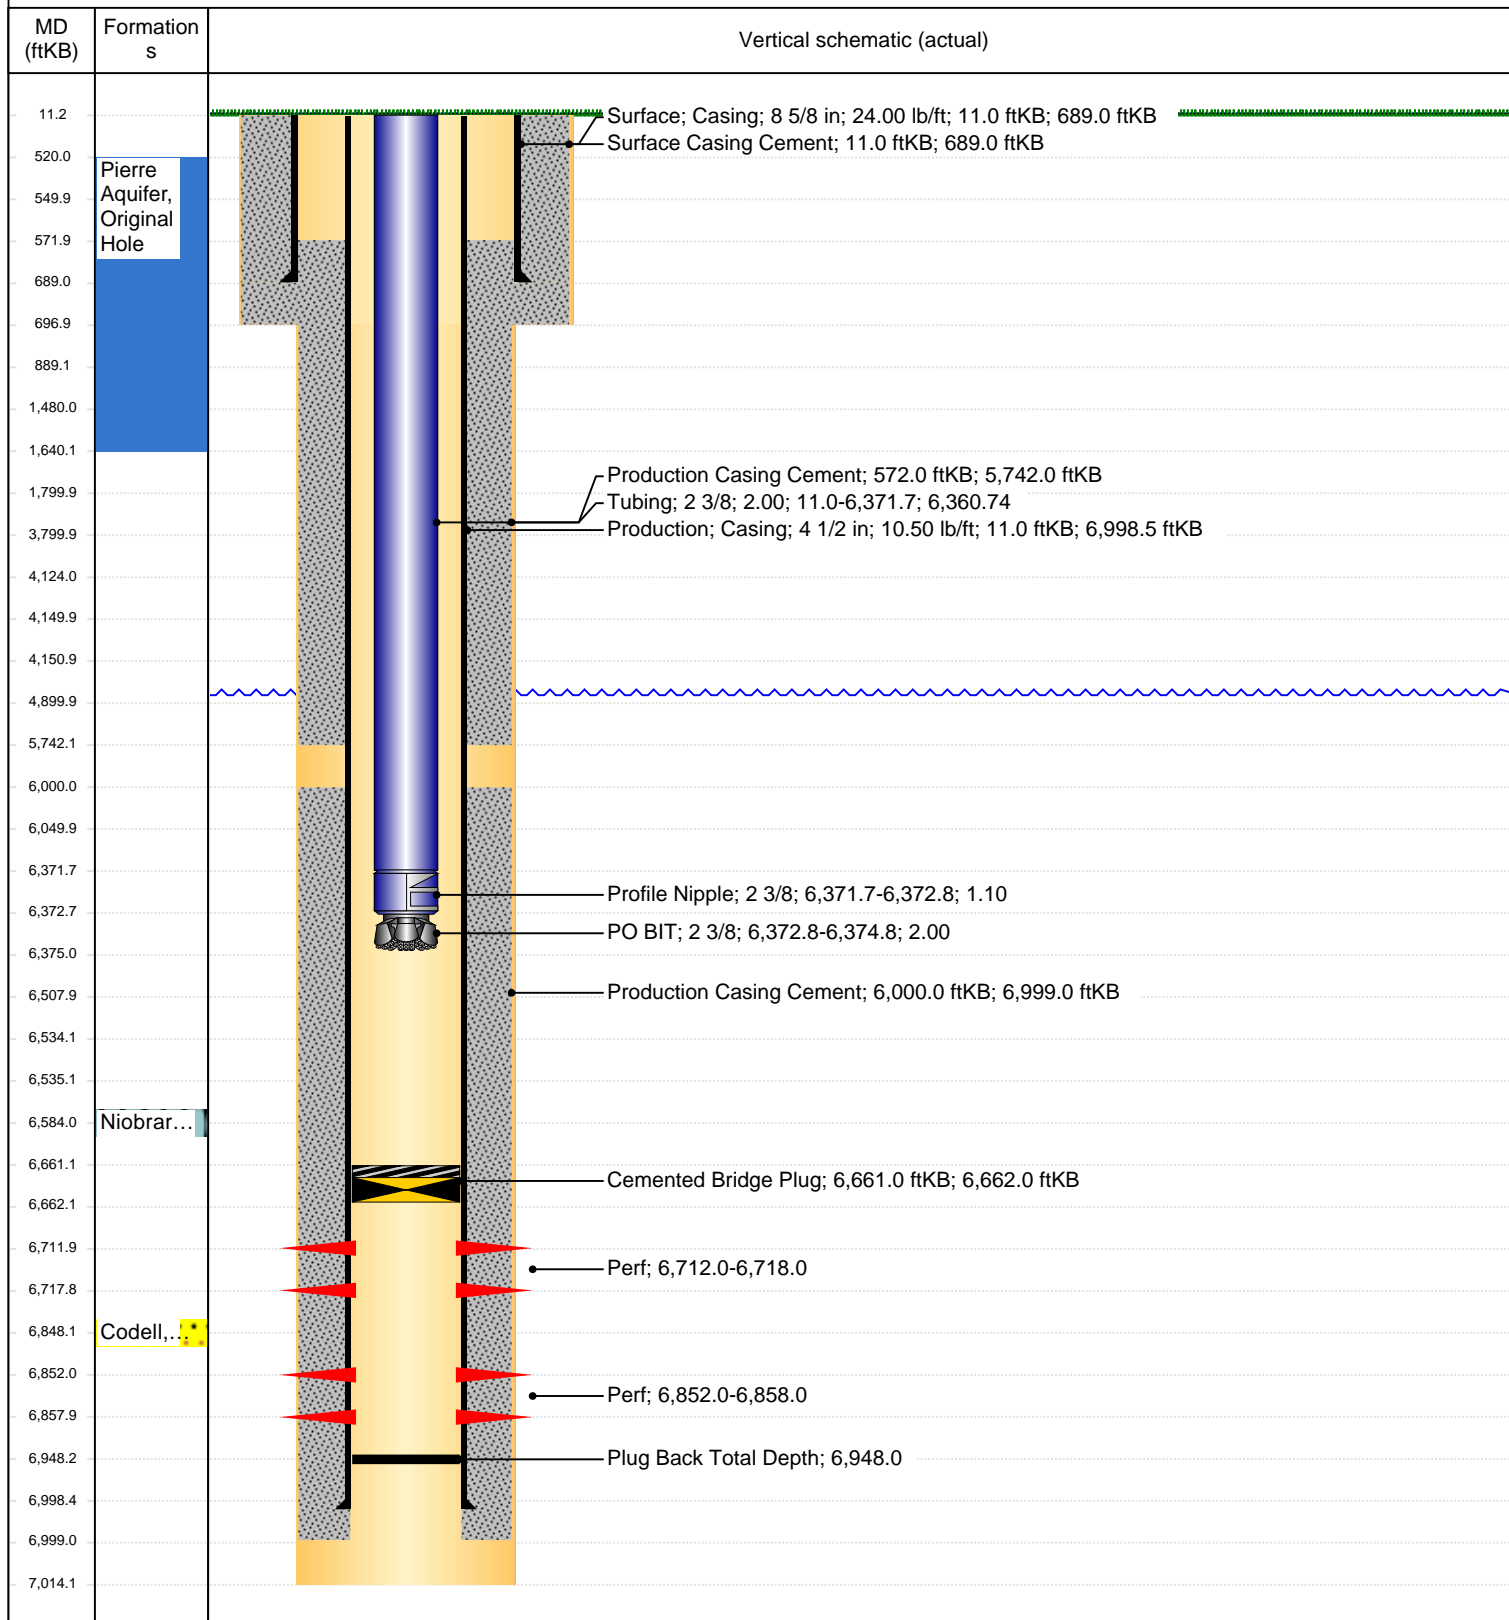 MD
(ftKB)
Formation
s
Vertical schematic (actual)
11.2
Surface; Casing; 8 5/8 in; 24.00 lb/ft; 11.0 ftKB; 689.0 ftKB
Surface Casing Cement; 11.0 ftKB; 689.0 ftKB
520.0
Pierre
Aquifer,
Original
Hole
549.9
571.9
689.0
696.9
889.1
1,480.0
1,640.1
Production Casing Cement; 572.0 ftKB; 5,742.0 ftKB
1,799.9
Tubing; 2 3/8; 2.00; 11.0-6,371.7; 6,360.74
Production; Casing; 4 1/2 in; 10.50 lb/ft; 11.0 ftKB; 6,998.5 ftKB
3,799.9
4,124.0
4,149.9
4,150.9
4,899.9
5,742.1
6,000.0
6,049.9
6,371.7
Profile Nipple; 2 3/8; 6,371.7-6,372.8; 1.10
6,372.7
PO BIT; 2 3/8; 6,372.8-6,374.8; 2.00
6,375.0
Production Casing Cement; 6,000.0 ftKB; 6,999.0 ftKB
6,507.9
6,534.1
6,535.1
6,584.0
Niobrar...
6,661.1
Cemented Bridge Plug; 6,661.0 ftKB; 6,662.0 ftKB
6,662.1
6,711.9
Perf; 6,712.0-6,718.0
6,717.8
6,848.1
Codell,...
6,852.0
Perf; 6,852.0-6,858.0
6,857.9
6,948.2
Plug Back Total Depth; 6,948.0
6,998.4
6,999.0
7,014.1